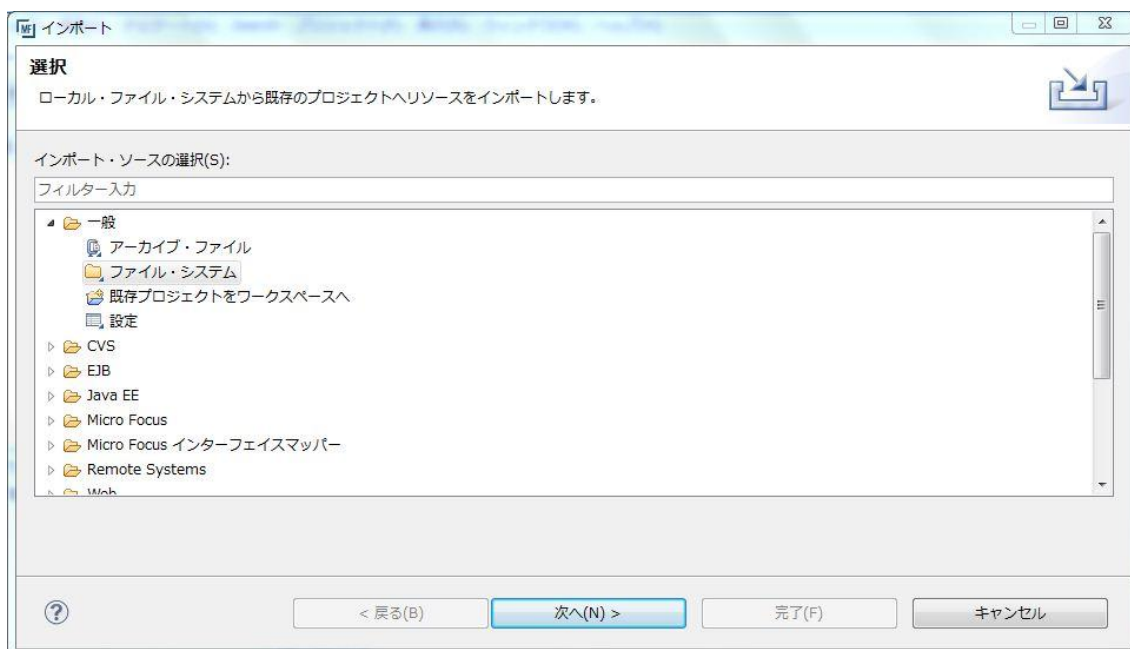 インポート
選択
ローカル・ファイル・システムから既存のプロジェクトへリソースをインポートします。
インポート・ソースの選択(S):
フィルター入力
一般
アーカイブ・ファイル
ファイル・システム
既存プロジェクトをワークスペースへ
設定
CVS
EJB
Java EE
Micro Focus
Micro Focus インターフェイスマッパー
Remote Systems
Web
< 戻る(B)
次へ(N) >
完了(F)
キャンセル